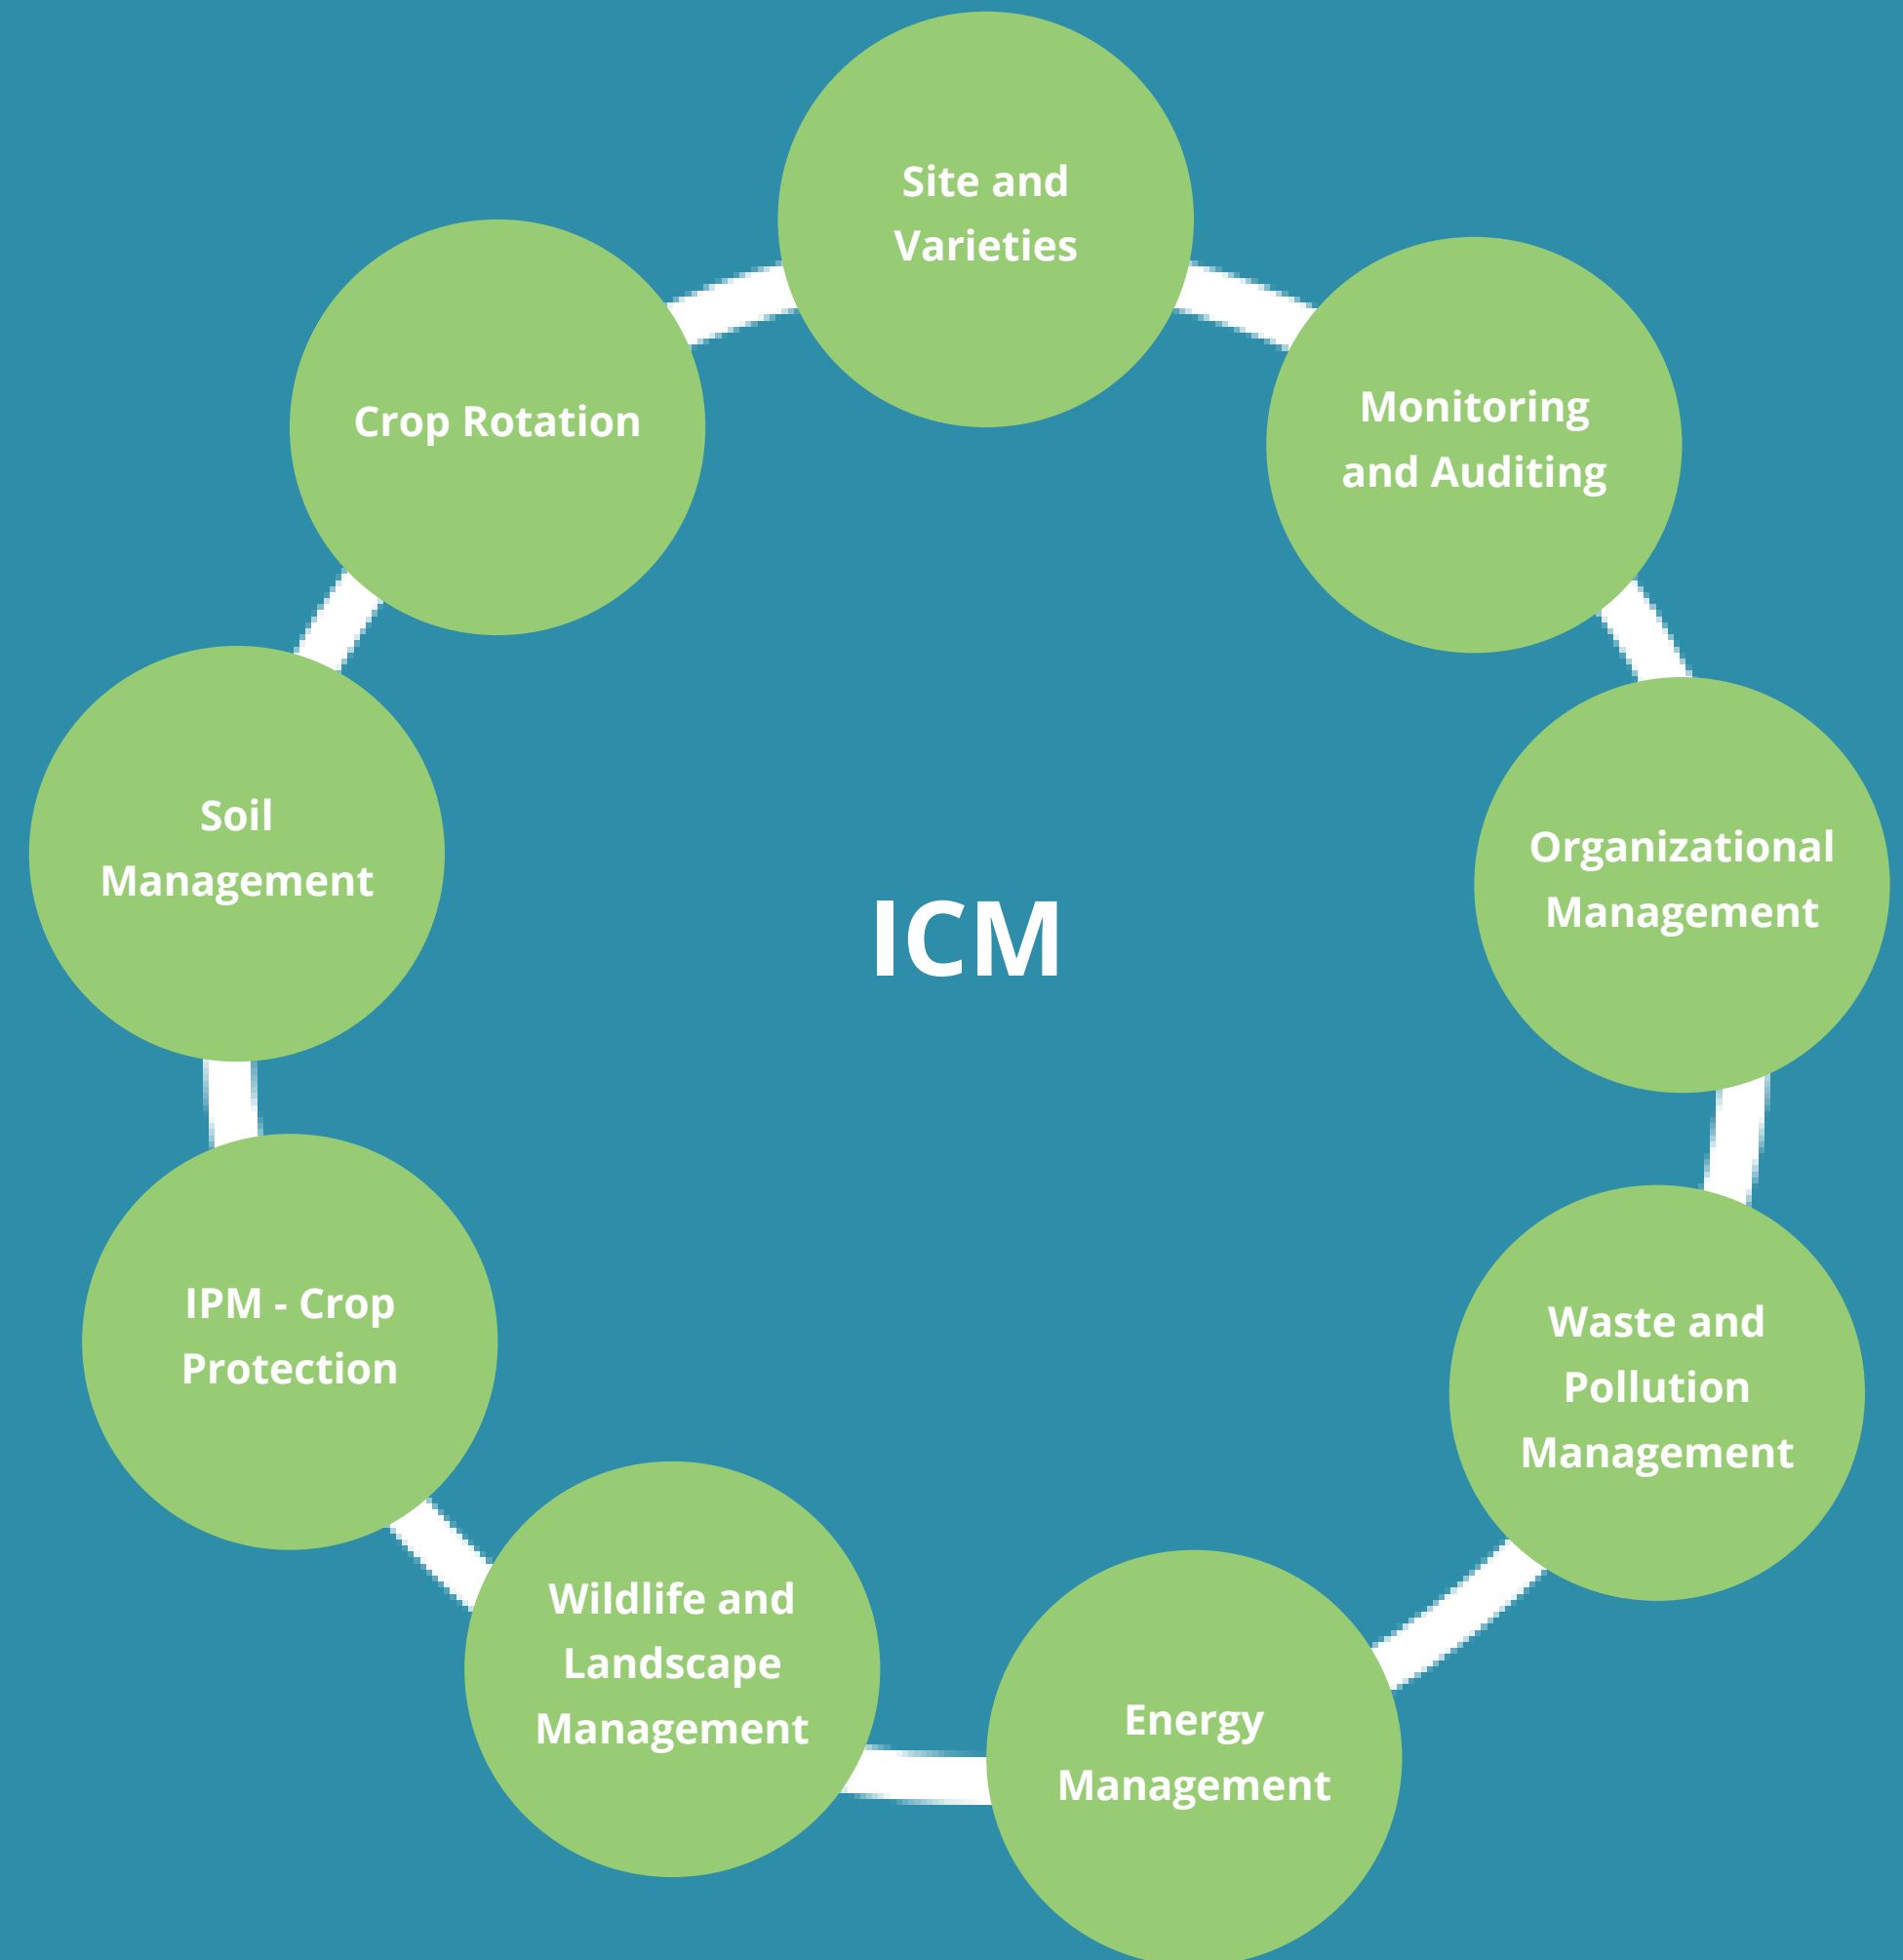 Site and
Varieties
Monitoring
and Auditing
Organizational
Management
Waste and
Pollution
Management
Energy
Management
Wildlife and
Landscape
Management
IPM - Crop
Protection
Soil
Management
Crop Rotation
ICM